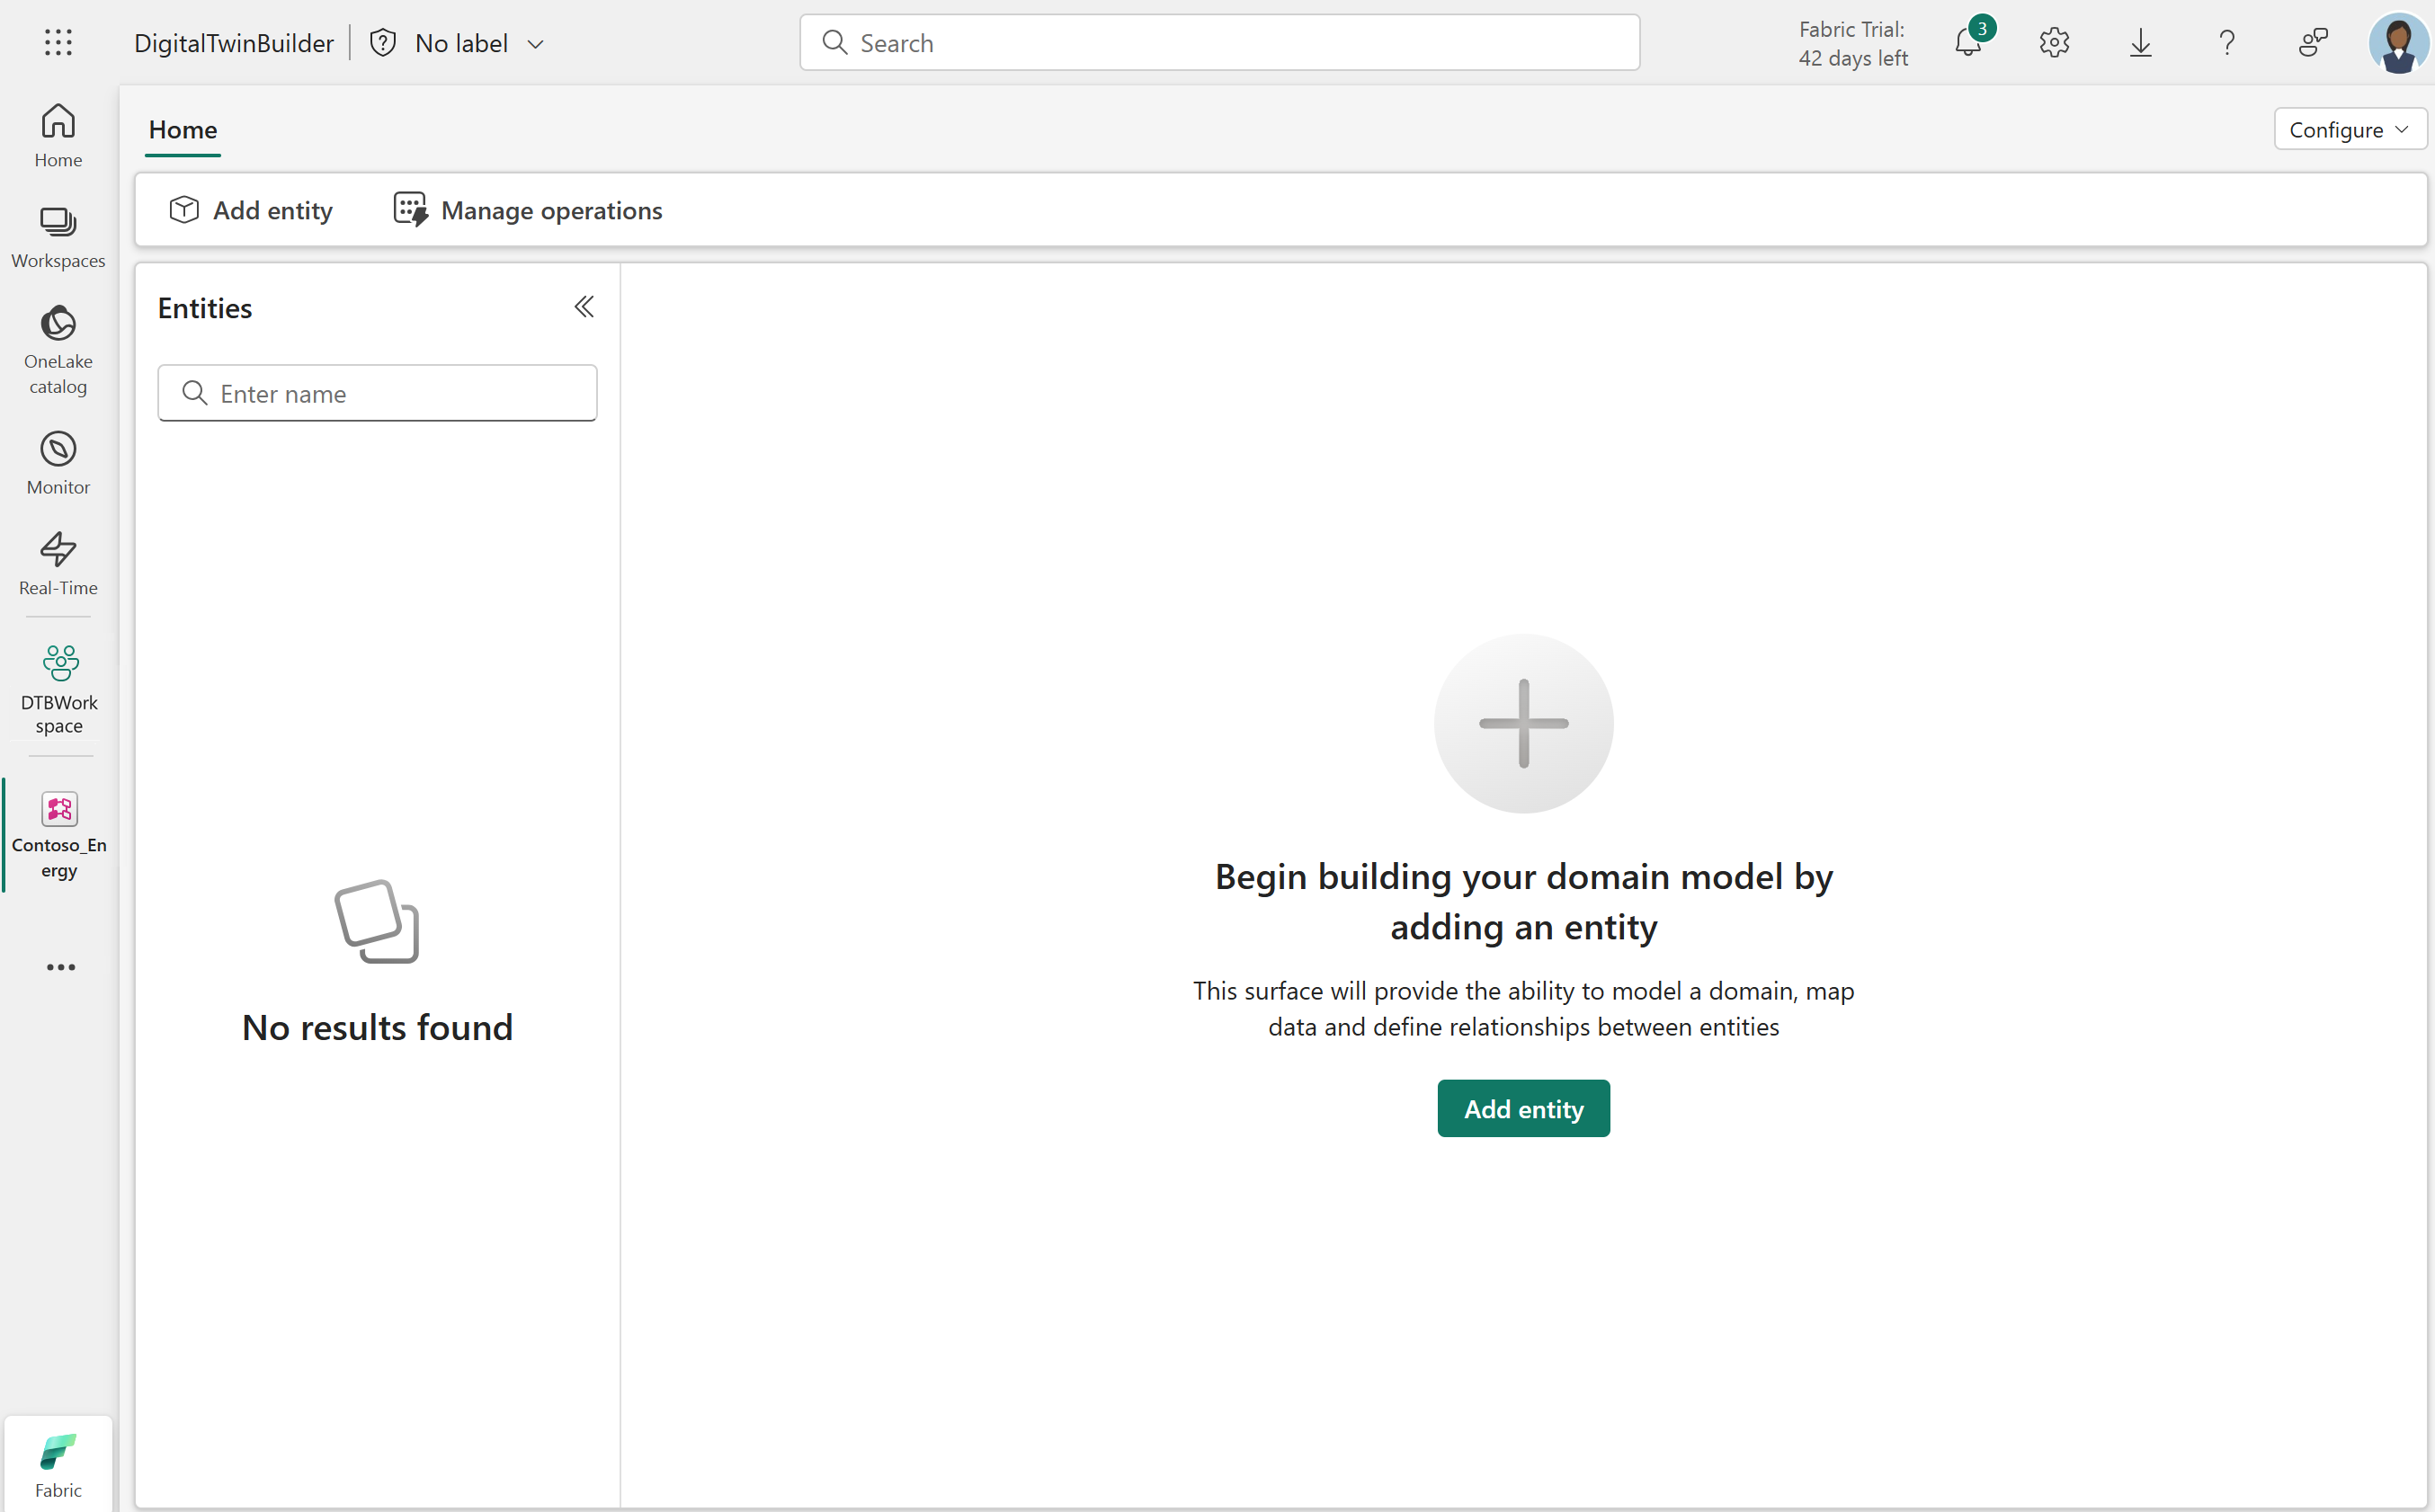 DigitalTwinBuilder
No label
Search
Fabric Trial:
42 days left
3
Home
Workspaces
OneLake
catalog
Monitor
Real-Time
DTBWork
space
Contoso_En
ergy
Fabric
Home
Configure
Add entity
Manage operations
Entities
Enter name
No results found
Begin building your domain model by
adding an entity
This surface will provide the ability to model a domain, map
data and define relationships between entities
Add entity